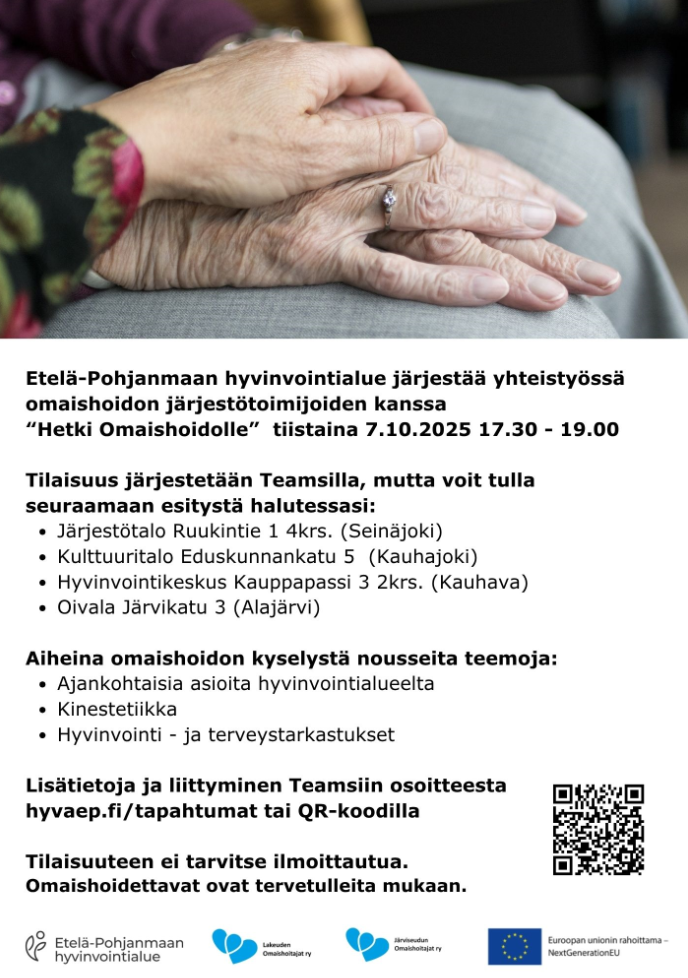 Etelä-Pohjanmaan hyvinvointialue järjestää yhteistyössä
omaishoidon järjestötoimijoiden kanssa
“Hetki Omaishoidolle”  tiistaina 7.10.2025 17.30 - 19.00
Tilaisuus järjestetään Teamsilla, mutta voit tulla
seuraamaan esitystä halutessasi:
• Järjestötalo Ruukintie 1 4krs. (Seinäjoki)
• Kulttuuritalo Eduskunnankatu 5  (Kauhajoki)
• Hyvinvointikeskus Kauppapassi 3 2krs. (Kauhava)
• Oivala Järvikatu 3 (Alajärvi)
Aiheina omaishoidon kyselystä nousseita teemoja:
• Ajankohtaisia asioita hyvinvointialueelta
• Kinestetiikka
• Hyvinvointi - ja terveystarkastukset
Lisätietoja ja liittyminen Teamsiin osoitteesta
hyvaep.fi/tapahtumat tai QR-koodilla
Tilaisuuteen ei tarvitse ilmoittautua.
Omaishoidettavat ovat tervetulleita mukaan.
Etelä-Pohjanmaan
hyvinvointialue
Lakeuden
Omaishoitajat ry
Järviseudun
Omaishoitajat ry
Euroopan unionin rahoittama –
NextGenerationEU